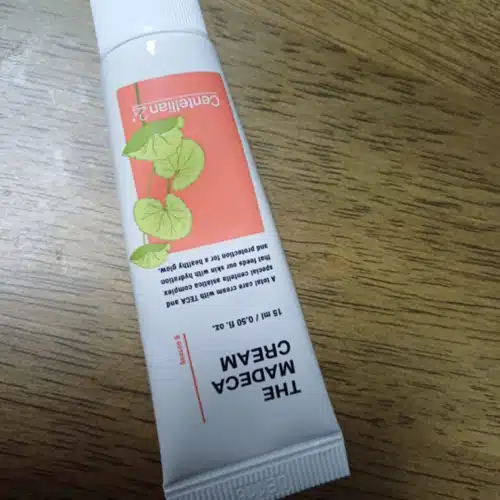 THE
MADECA
CREAM
Season 6
15 ml / 0.50 fl. oz.
A total care cream with TECA and
special centella asiatica complex
that feeds our skin with hydration
and protection for a healthy glow.
Centellian24